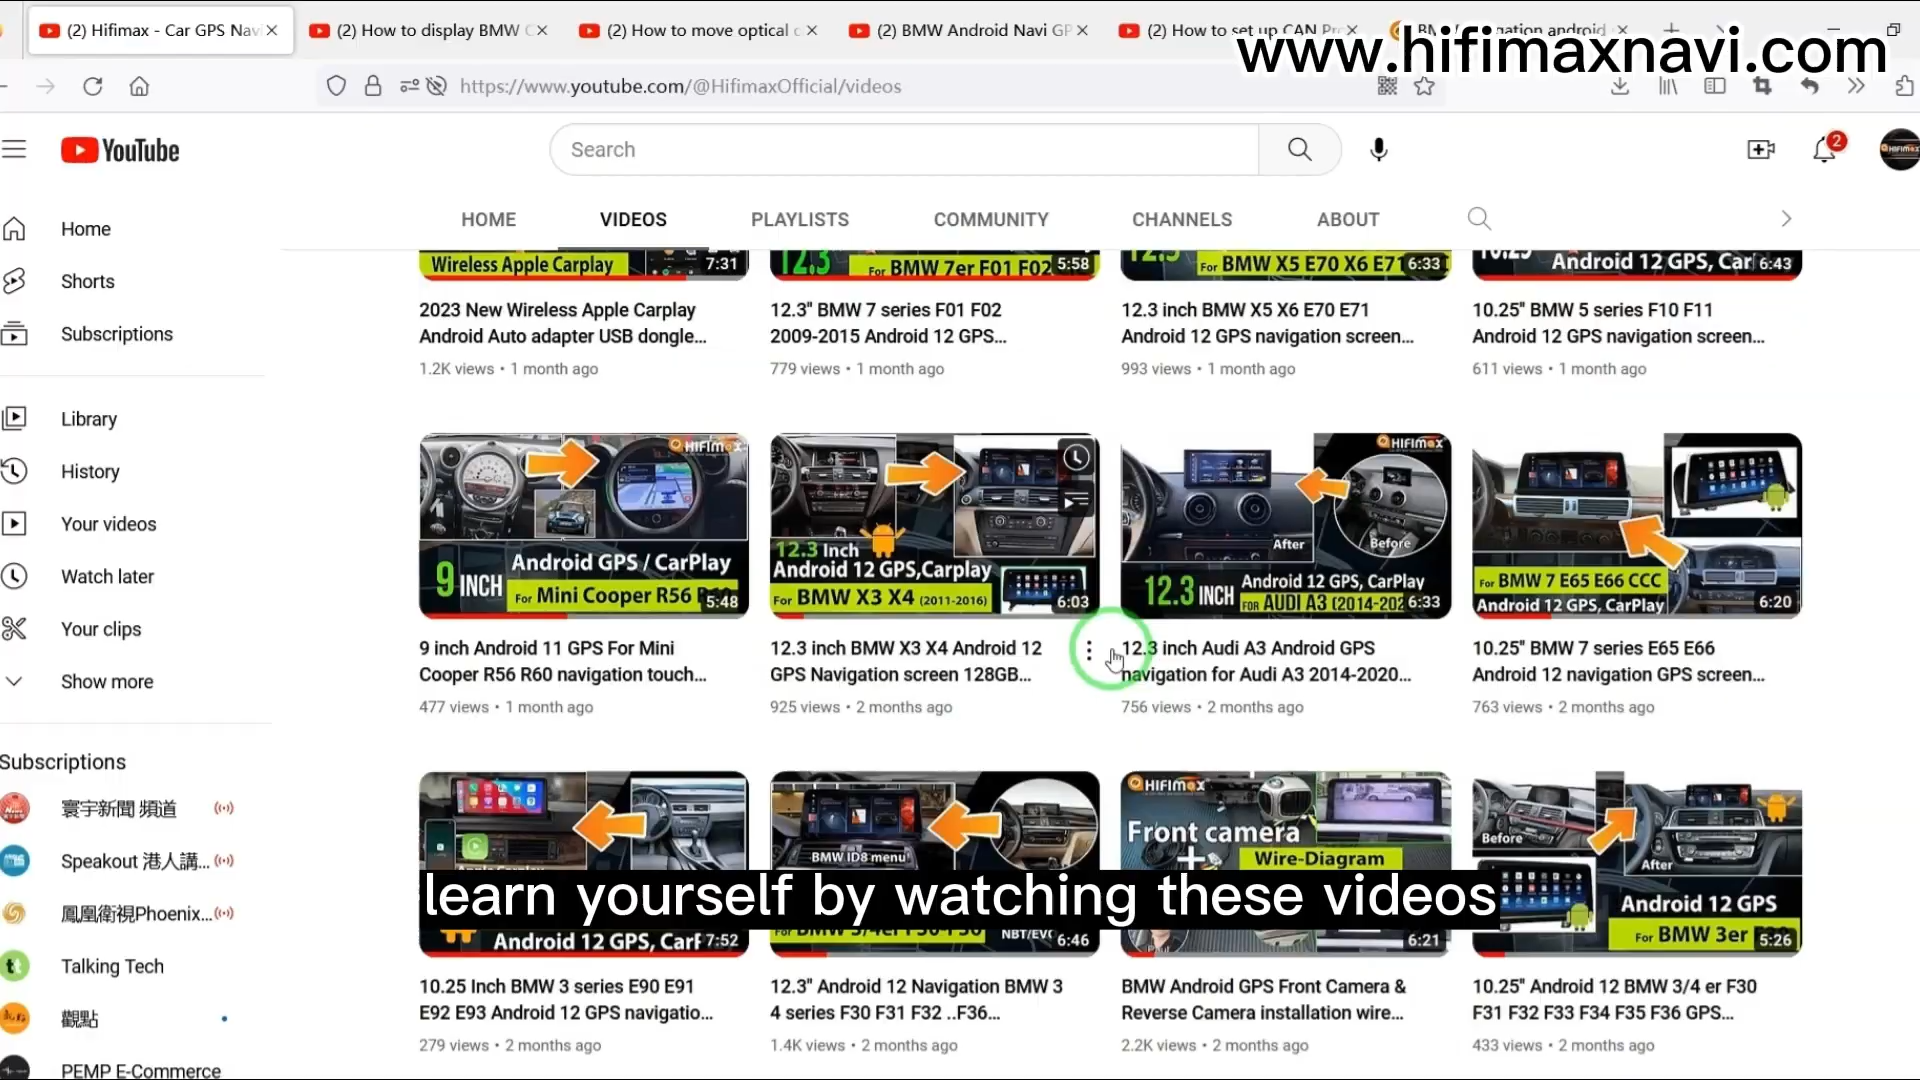 (2) Hifimax - Car GPS Navi
(2) How to display BMW C
(2) How to move optical c
(2) BMW Android Navi GP
(2) How to set up CAN Pro
www.hifimaxnavi.com
https://www.youtube.com/@HifimaxOfficial/videos
YouTube
Search
2
HIFIMAX
HOME
VIDEOS
PLAYLISTS
COMMUNITY
CHANNELS
ABOUT
Home
Shorts
Subscriptions
Library
History
Your videos
Watch later
Your clips
Show more
Subscriptions
寰宇新聞 頻道
Speakout 港人講...
鳳凰衛視Phoenix...
Talking Tech
觀點
PEMP E-Commerce
Wireless Apple Carplay
7:31
2023 New Wireless Apple Carplay
Android Auto adapter USB dongle...
1.2K views • 1 month ago
12.3
For BMW 7er F01 F02
5:58
12.3" BMW 7 series F01 F02
2009-2015 Android 12 GPS...
779 views • 1 month ago
For BMW X5 E70 X6 E71
6:33
12.3 inch BMW X5 X6 E70 E71
Android 12 GPS navigation screen...
993 views • 1 month ago
Android 12 GPS, Car
6:43
10.25" BMW 5 series F10 F11
Android 12 GPS navigation screen...
611 views • 1 month ago
HIFIMAX
Android GPS / CarPlay
9 INCH
For Mini Cooper R56 R60
5:48
9 inch Android 11 GPS For Mini
Cooper R56 R60 navigation touch...
477 views • 1 month ago
12.3 Inch
Android 12 GPS,Carplay
For BMW X3 X4 (2011-2016)
6:03
12.3 inch BMW X3 X4 Android 12
GPS Navigation screen 128GB...
925 views • 2 months ago
HIFIMAX
After
Before
12.3 INCH
Android 12 GPS, CarPlay
FOR AUDI A3 (2014-202
6:33
12.3 inch Audi A3 Android GPS
navigation for Audi A3 2014-2020...
756 views • 2 months ago
For BMW 7 E65 E66 CCC
Android 12 GPS, CarPlay
6:20
10.25" BMW 7 series E65 E66
Android 12 navigation GPS screen...
763 views • 2 months ago
Android 12 GPS, CarP
7:52
10.25 Inch BMW 3 series E90 E91
E92 E93 Android 12 GPS navigatio...
279 views • 2 months ago
BMW ID8 menu
For BMW 3/4er F30-F36
NBT/EVO
6:46
12.3" Android 12 Navigation BMW 3
4 series F30 F31 F32 ..F36...
1.4K views • 2 months ago
HIFIMAX
Front camera
+
Wire-Diagram
6:21
BMW Android GPS Front Camera &
Reverse Camera installation wire...
2.2K views • 2 months ago
Before
After
Android 12 GPS
For BMW 3er
5:26
10.25" Android 12 BMW 3/4 er F30
F31 F32 F33 F34 F35 F36 GPS...
433 views • 2 months ago
learn yourself by watching these videos